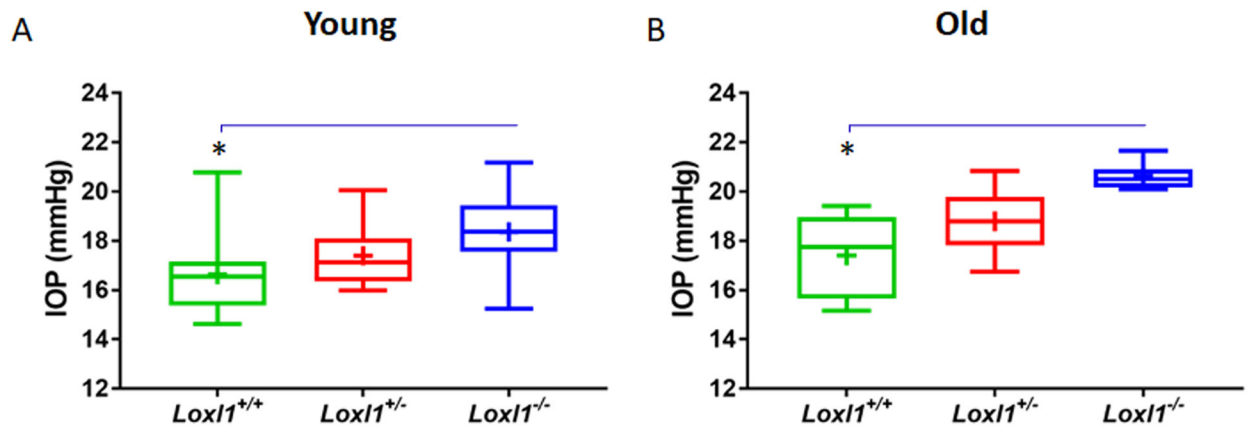 A
Young
IOP (mmHg)
24
22
20
18
16
14
12
*
Loxl1+/+
Loxl1+/-
Loxl1-/-
B
Old
IOP (mmHg)
24
22
20
18
16
14
12
*
Loxl1+/+
Loxl1+/-
Loxl1-/-